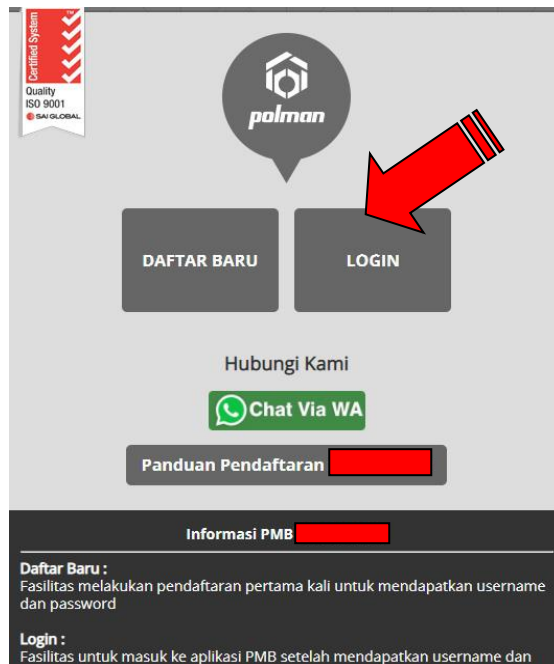 Certified System
Quality
ISO 9001
SAI GLOBAL
polman
DAFTAR BARU
LOGIN
Hubungi Kami
Chat Via WA
Panduan Pendaftaran
Informasi PMB
Daftar Baru :
Fasilitas melakukan pendaftaran pertama kali untuk mendapatkan username
dan password
Login :
Fasilitas untuk masuk ke aplikasi PMB setelah mendapatkan username dan